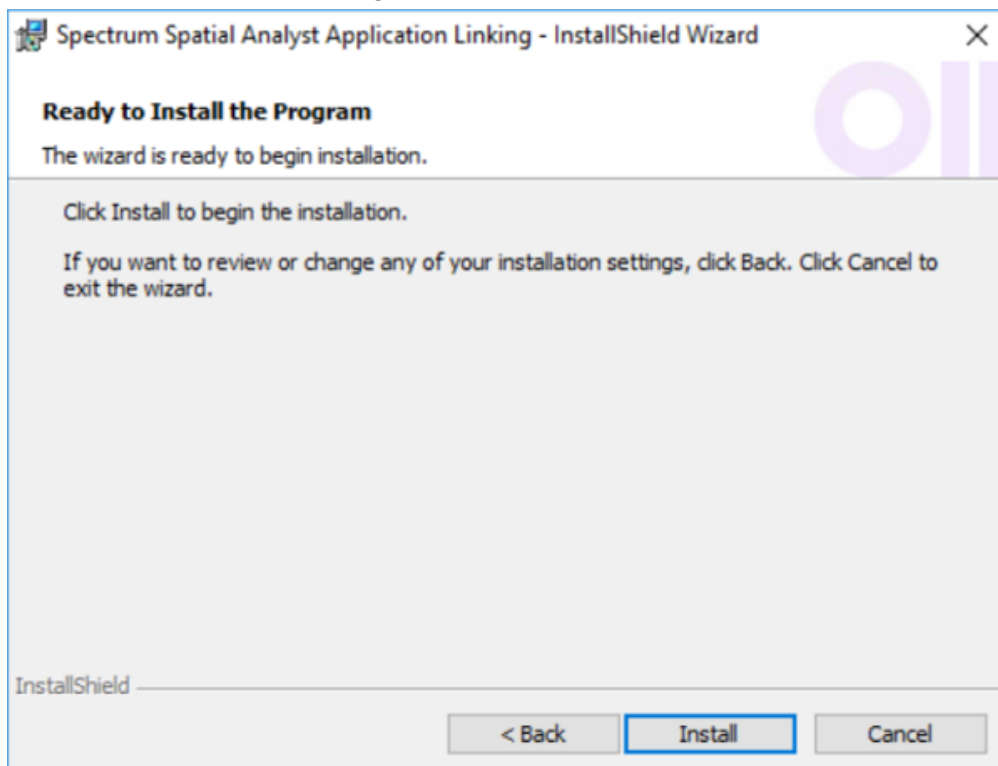 Spectrum Spatial Analyst Application Linking - InstallShield Wizard
Ready to Install the Program
The wizard is ready to begin installation.
Click Install to begin the installation.
If you want to review or change any of your installation settings, click Back. Click Cancel to
exit the wizard.
InstallShield
< Back
Install
Cancel